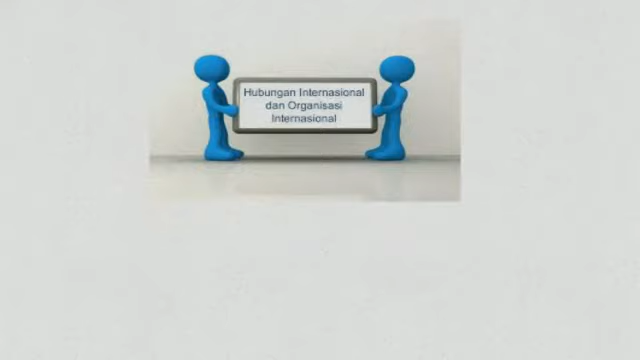 Hubungan Internasional
dan Organisasi
Internasional